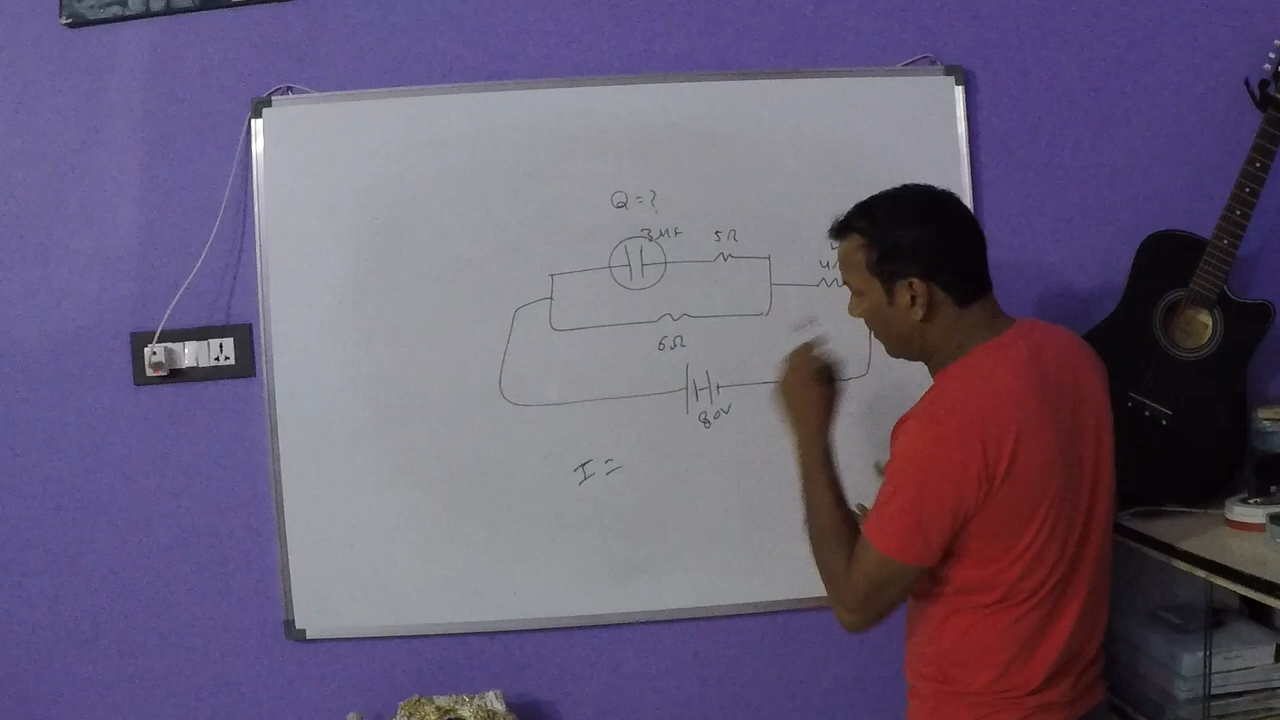 Q = ?
3μF 5Ω
4Ω
6Ω
80V
I =